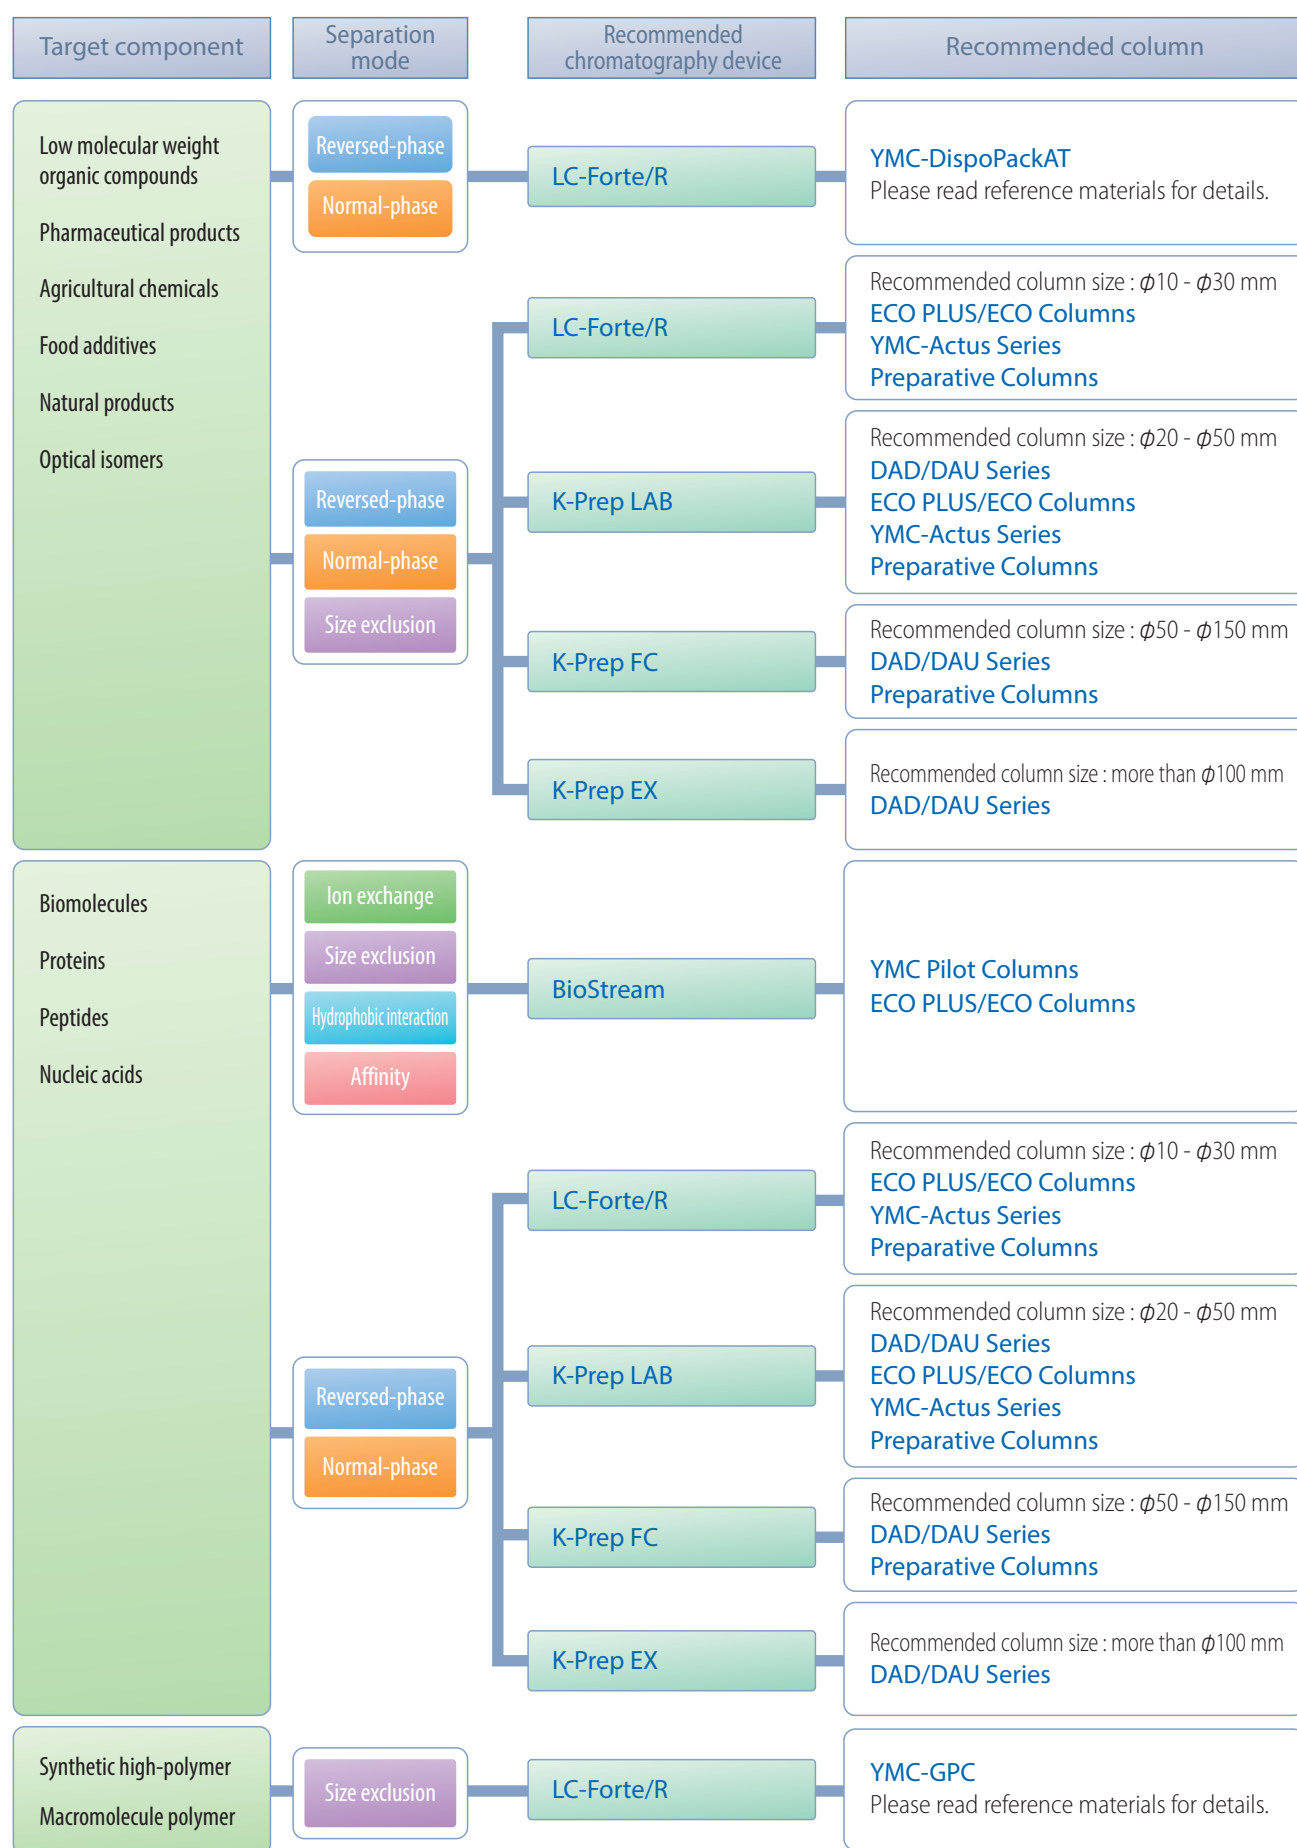 Target component
Separation
mode
Recommended
chromatography device
Recommended column
Low molecular weight
organic compounds
Pharmaceutical products
Agricultural chemicals
Food additives
Natural products
Optical isomers
Reversed-phase
Normal-phase
LC-Forte/R
YMC-DispoPackAT
Please read reference materials for details.
Reversed-phase
Normal-phase
Size exclusion
LC-Forte/R
Recommended column size : ϕ10 - ϕ30 mm
ECO PLUS/ECO Columns
YMC-Actus Series
Preparative Columns
K-Prep LAB
Recommended column size : ϕ20 - ϕ50 mm
DAD/DAU Series
ECO PLUS/ECO Columns
YMC-Actus Series
Preparative Columns
K-Prep FC
Recommended column size : ϕ50 - ϕ150 mm
DAD/DAU Series
Preparative Columns
K-Prep EX
Recommended column size : more than ϕ100 mm
DAD/DAU Series
Biomolecules
Proteins
Peptides
Nucleic acids
Ion exchange
Size exclusion
Hydrophobic interaction
Affinity
BioStream
YMC Pilot Columns
ECO PLUS/ECO Columns
Reversed-phase
Normal-phase
LC-Forte/R
Recommended column size : ϕ10 - ϕ30 mm
ECO PLUS/ECO Columns
YMC-Actus Series
Preparative Columns
K-Prep LAB
Recommended column size : ϕ20 - ϕ50 mm
DAD/DAU Series
ECO PLUS/ECO Columns
YMC-Actus Series
Preparative Columns
K-Prep FC
Recommended column size : ϕ50 - ϕ150 mm
DAD/DAU Series
Preparative Columns
K-Prep EX
Recommended column size : more than ϕ100 mm
DAD/DAU Series
Synthetic high-polymer
Macromolecule polymer
Size exclusion
LC-Forte/R
YMC-GPC
Please read reference materials for details.